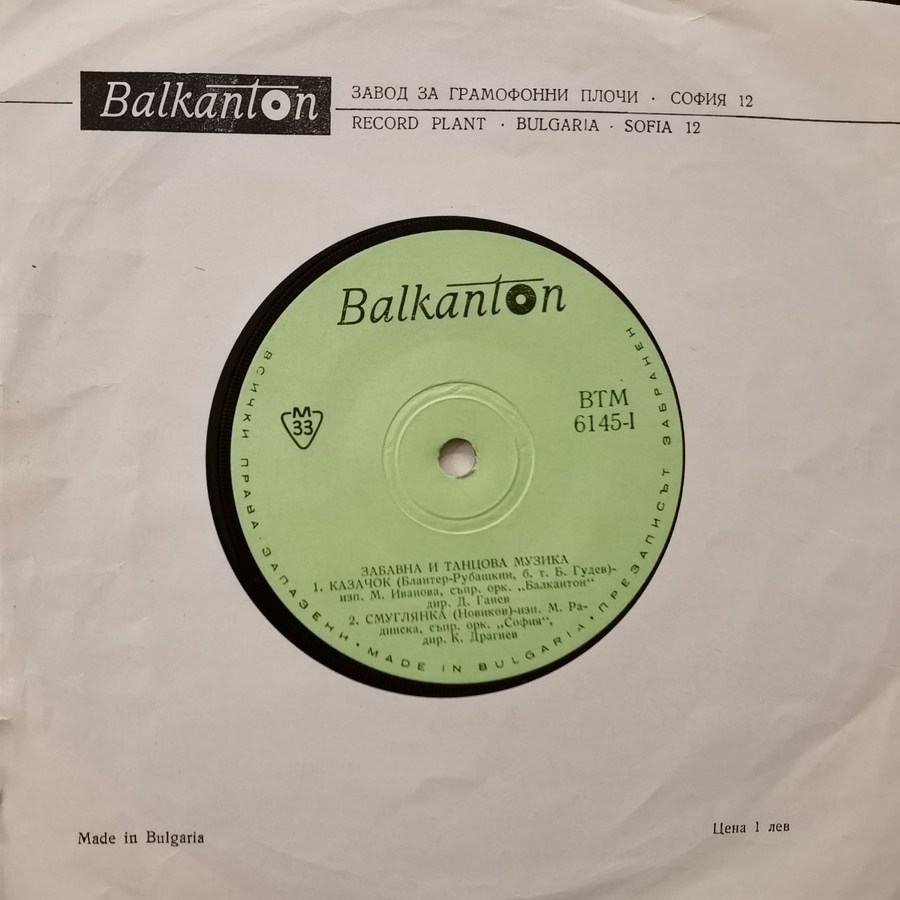 Balkanton
ЗАВОД ЗА ГРАМОФОННИ ПЛОЧИ · СОФИЯ 12
RECORD PLANT · BULGARIA · SOFIA 12
Balkanton
М
33
ВТМ
6145-I
ЗАБАВНА И ТАНЦОВА МУЗИКА
1. КАЗАЧОК (Блантер-Рубашкин, б. т. Б. Гудев)-
изп. М. Иванова, съпр. орк. „Балкантон“
дир. Д. Ганев
2. СМУГЛЯНКА (Новиков)-изп. М. Ра-
динска, съпр. орк. „София“,
дир. К. Драгнев
ВСИЧКИ ПРАВА ЗАПАЗЕНИ • MADE IN BULGARIA • ПРЕЗАПИСЪТ ЗАБРАНЕН
Made in Bulgaria
Цена 1 лев